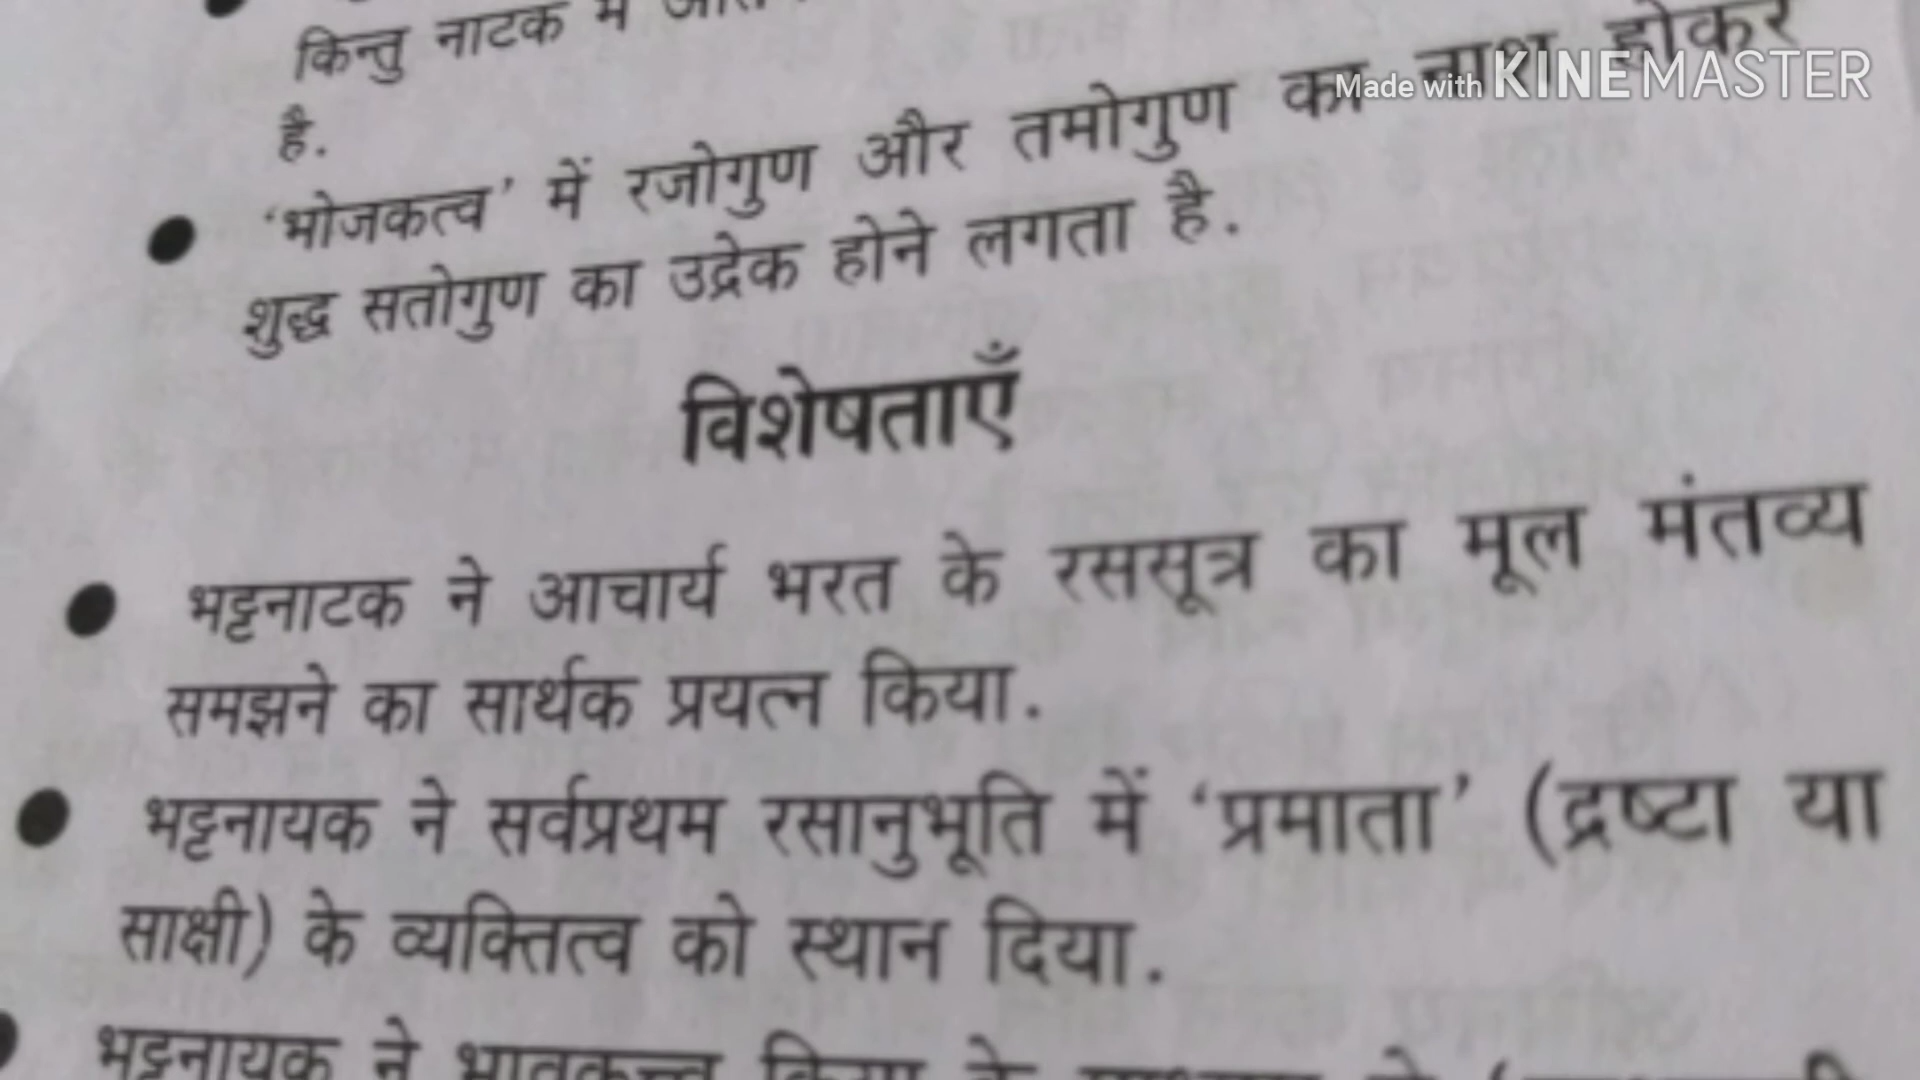 किन्तु नाटक में
Made with KINEMASTER
है.
● 'भोजकत्व' में रजोगुण और तमोगुण का नाश होकर
शुद्ध सतोगुण का उद्रेक होने लगता है.
विशेषताएँ
● भट्टनाटक ने आचार्य भरत के रससूत्र का मूल मंतव्य
समझने का सार्थक प्रयत्न किया.
● भट्टनायक ने सर्वप्रथम रसानुभूति में 'प्रमाता' (द्रष्टा या
साक्षी) के व्यक्तित्व को स्थान दिया.
भट्टनायक ने भावकत्व क्रिया के